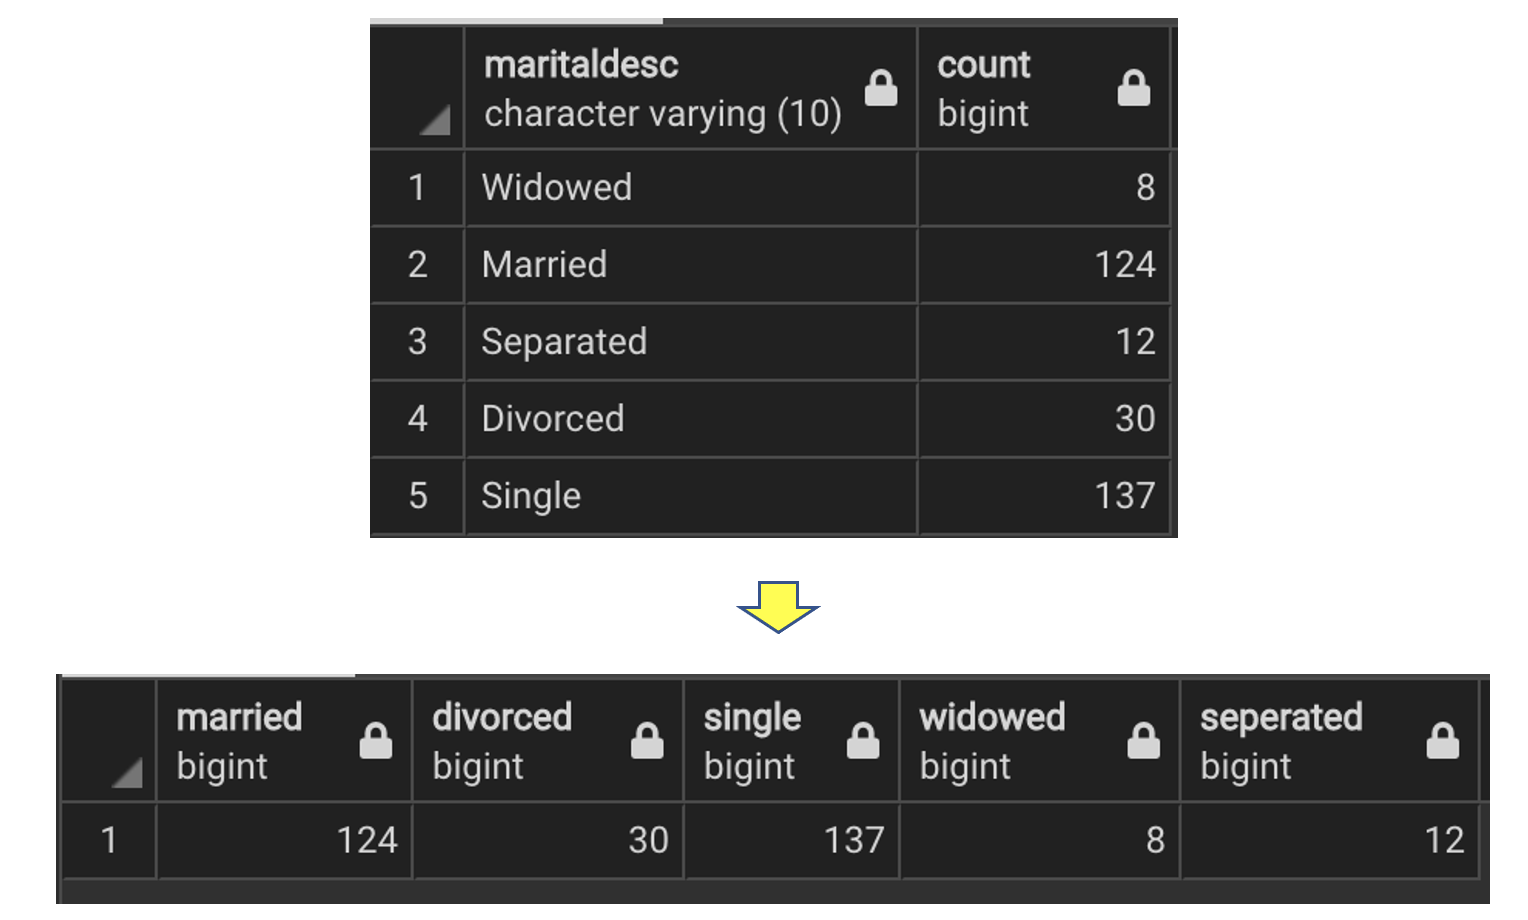 maritaldesc count
character varying (10) bigint
1 Widowed 8
2 Married 124
3 Separated 12
4 Divorced 30
5 Single 137
married divorced single widowed seperated
bigint bigint bigint bigint bigint
1 124 30 137 8 12